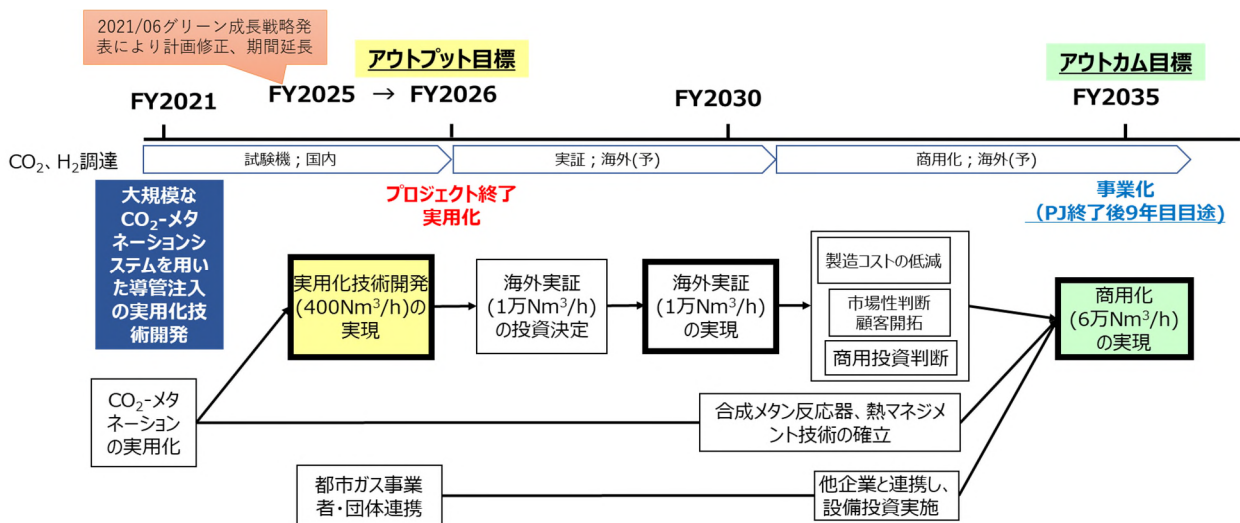 2021/06グリーン成長戦略発
表により計画修正、期間延長
アウトプット目標
アウトカム目標
FY2021
FY2025 → FY2026
FY2030
FY2035
CO₂、H₂調達
試験機；国内
実証；海外(予)
商用化；海外(予)
大規模な
CO₂-メタ
ネーションシ
ステムを用い
た導管注入
の実用化技
術開発
プロジェクト終了
実用化
事業化
（PJ終了後9年目目途)
実用化技術開発
(400Nm³/h)の
実現
海外実証
(1万Nm³/h)
の投資決定
海外実証
(1万Nm³/h)
の実現
製造コストの低減
市場性判断
顧客開拓
商用投資判断
商用化
(6万Nm³/h)
の実現
CO₂-メタ
ネーション
の実用化
合成メタン反応器、熱マネジメ
ント技術の確立
都市ガス事業
者・団体連携
他企業と連携し、
設備投資実施